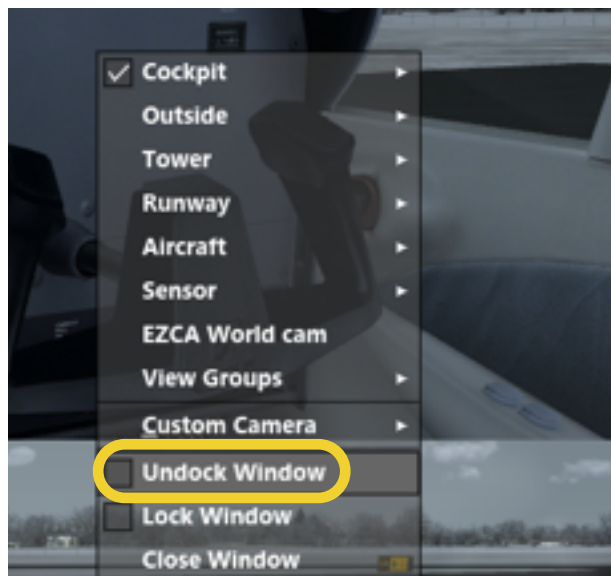 Cockpit
Outside
Tower
Runway
Aircraft
Sensor
EZCA World cam
View Groups
Custom Camera
Undock Window
Lock Window
Close Window